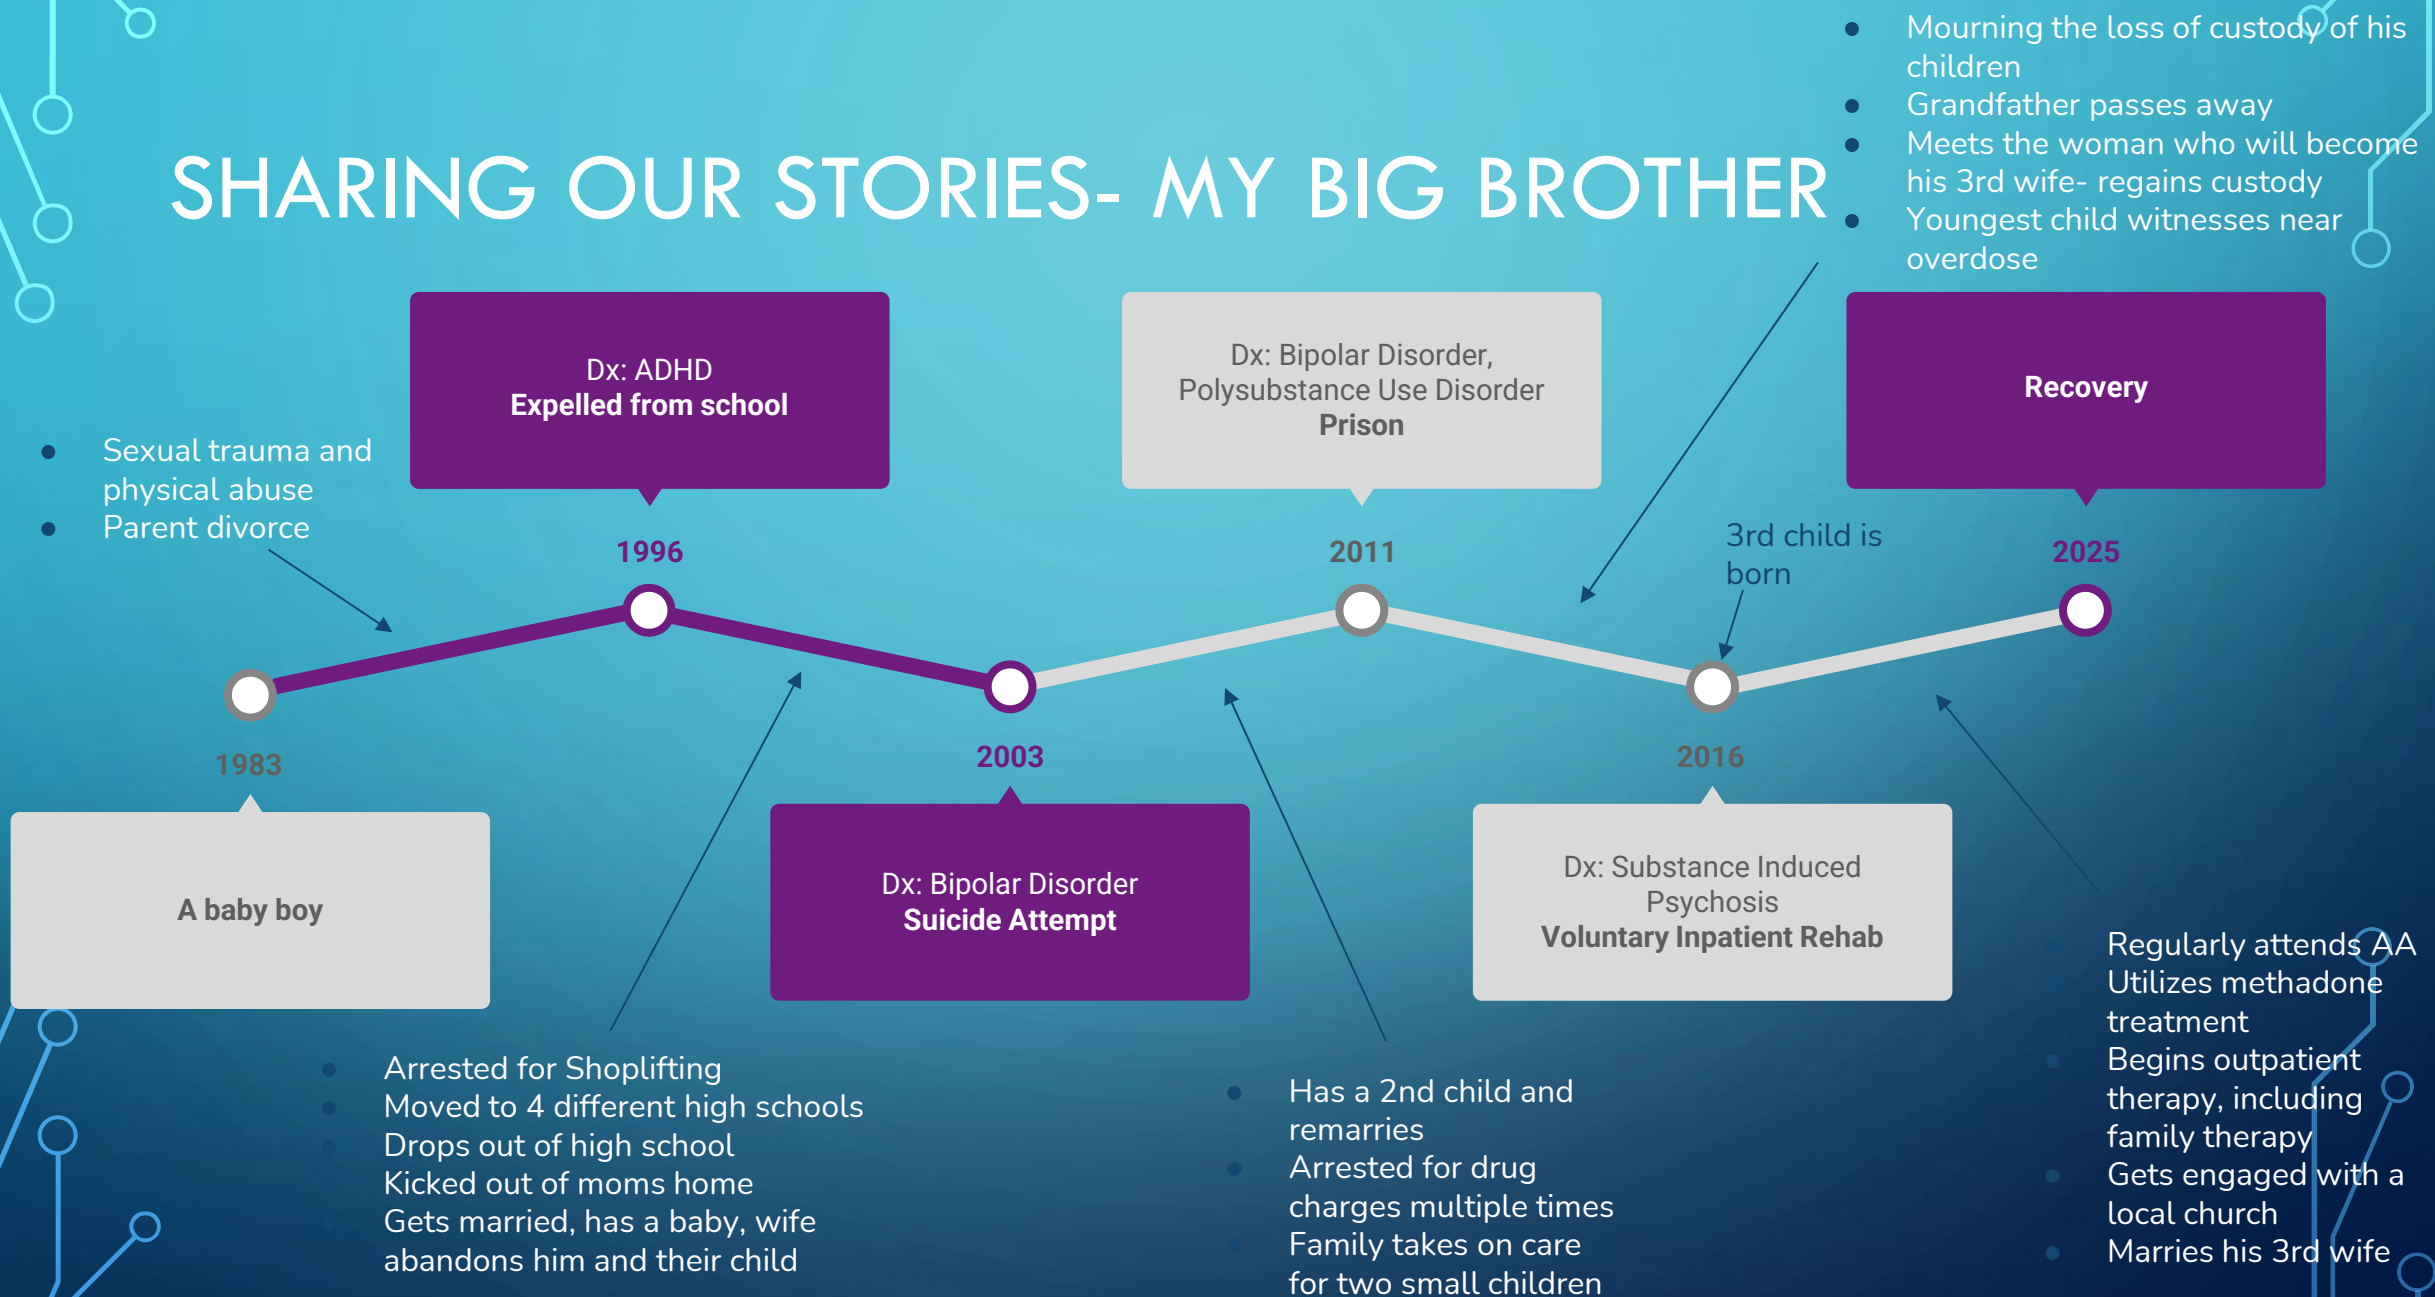 SHARING OUR STORIES- MY BIG BROTHER
● Mourning the loss of custody of his
children
● Grandfather passes away
● Meets the woman who will become
his 3rd wife- regains custody
● Youngest child witnesses near
overdose
Dx: ADHD
Expelled from school
Dx: Bipolar Disorder,
Polysubstance Use Disorder
Prison
Recovery
● Sexual trauma and
physical abuse
● Parent divorce
3rd child is
born
1996
2011
2025
1983
2003
2016
A baby boy
Dx: Bipolar Disorder
Suicide Attempt
Dx: Substance Induced
Psychosis
Voluntary Inpatient Rehab
● Arrested for Shoplifting
● Moved to 4 different high schools
● Drops out of high school
● Kicked out of moms home
● Gets married, has a baby, wife
abandons him and their child
● Has a 2nd child and
remarries
● Arrested for drug
charges multiple times
● Family takes on care
for two small children
● Regularly attends AA
● Utilizes methadone
treatment
● Begins outpatient
therapy, including
family therapy
● Gets engaged with a
local church
● Marries his 3rd wife